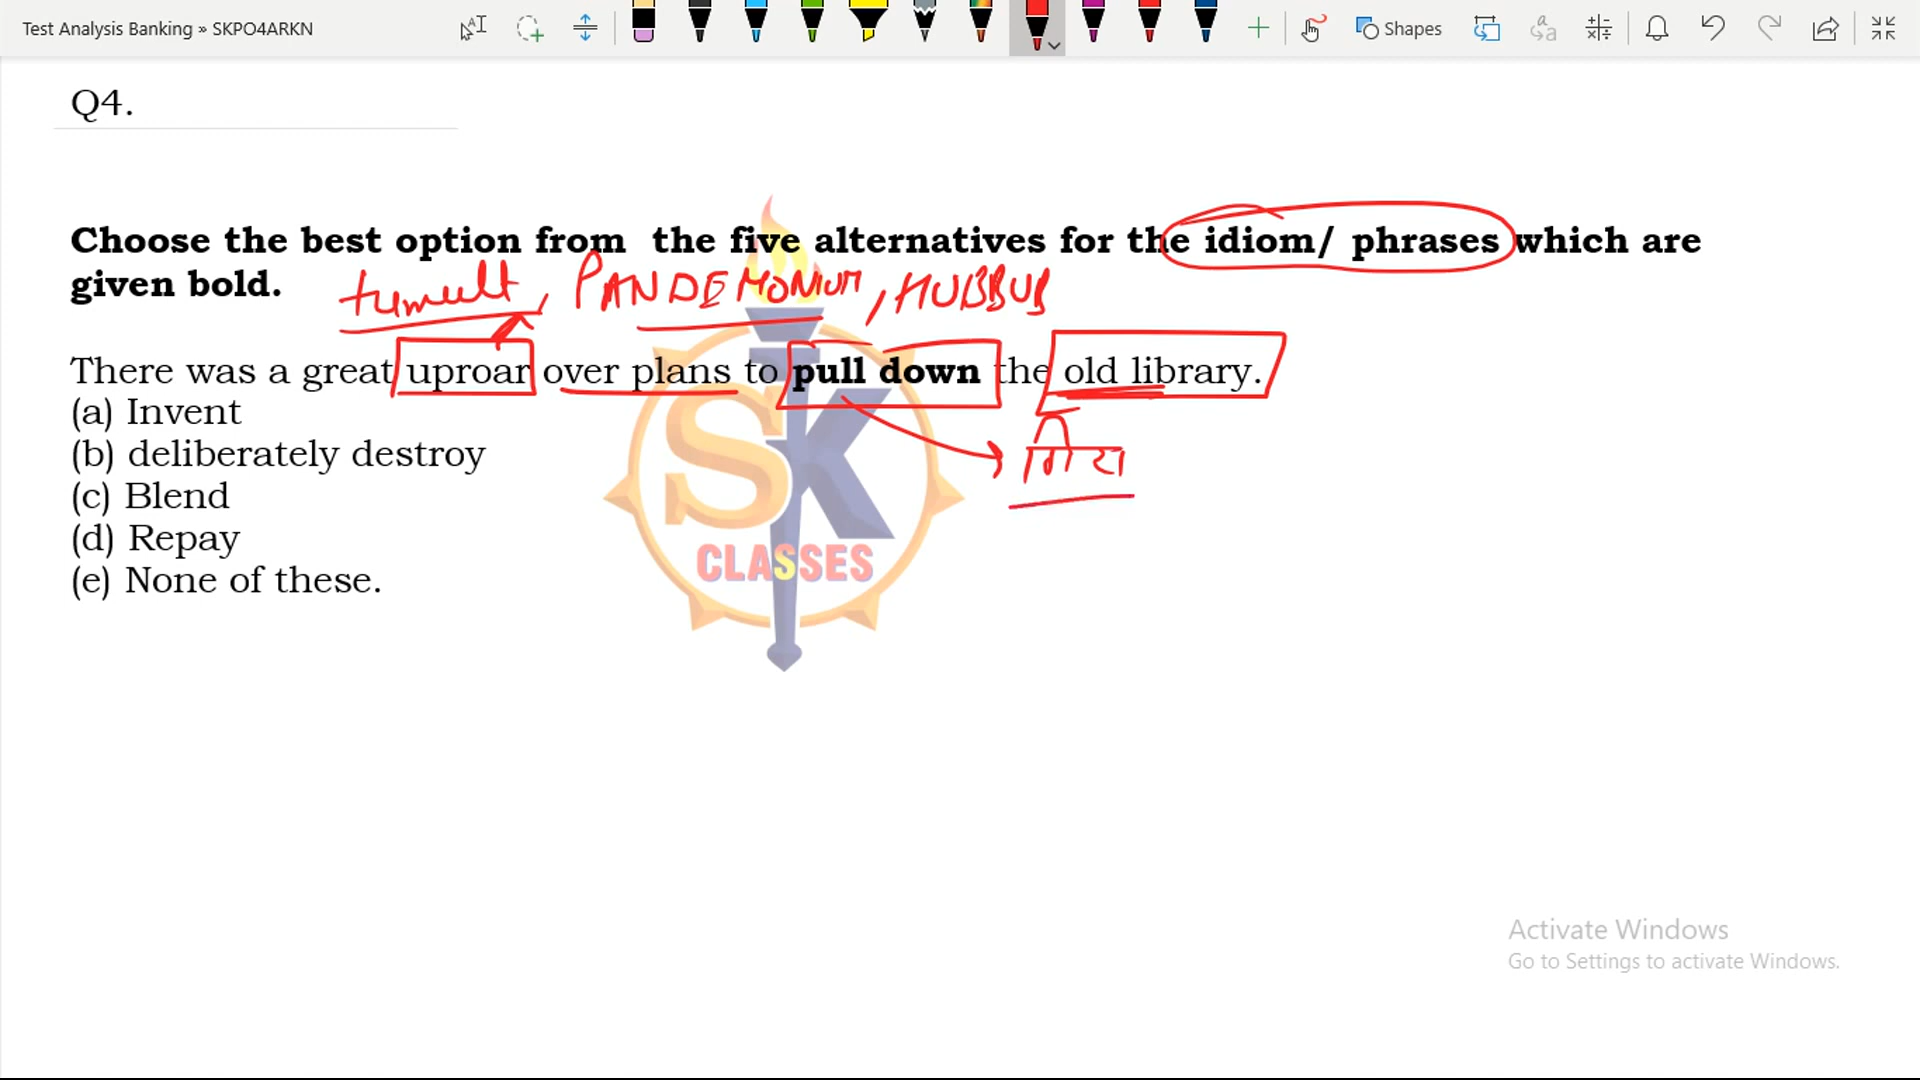 Test Analysis Banking » SKPO4ARKN
Shapes
Q4.
Choose the best option from the five alternatives for the idiom/ phrases which are
given bold.
tumult, PANDEMONIUM, HUBBUB
There was a great uproar over plans to pull down the old library.
(a) Invent
(b) deliberately destroy
(c) Blend
(d) Repay
(e) None of these.
SK
CLASSES
Activate Windows
Go to Settings to activate Windows.